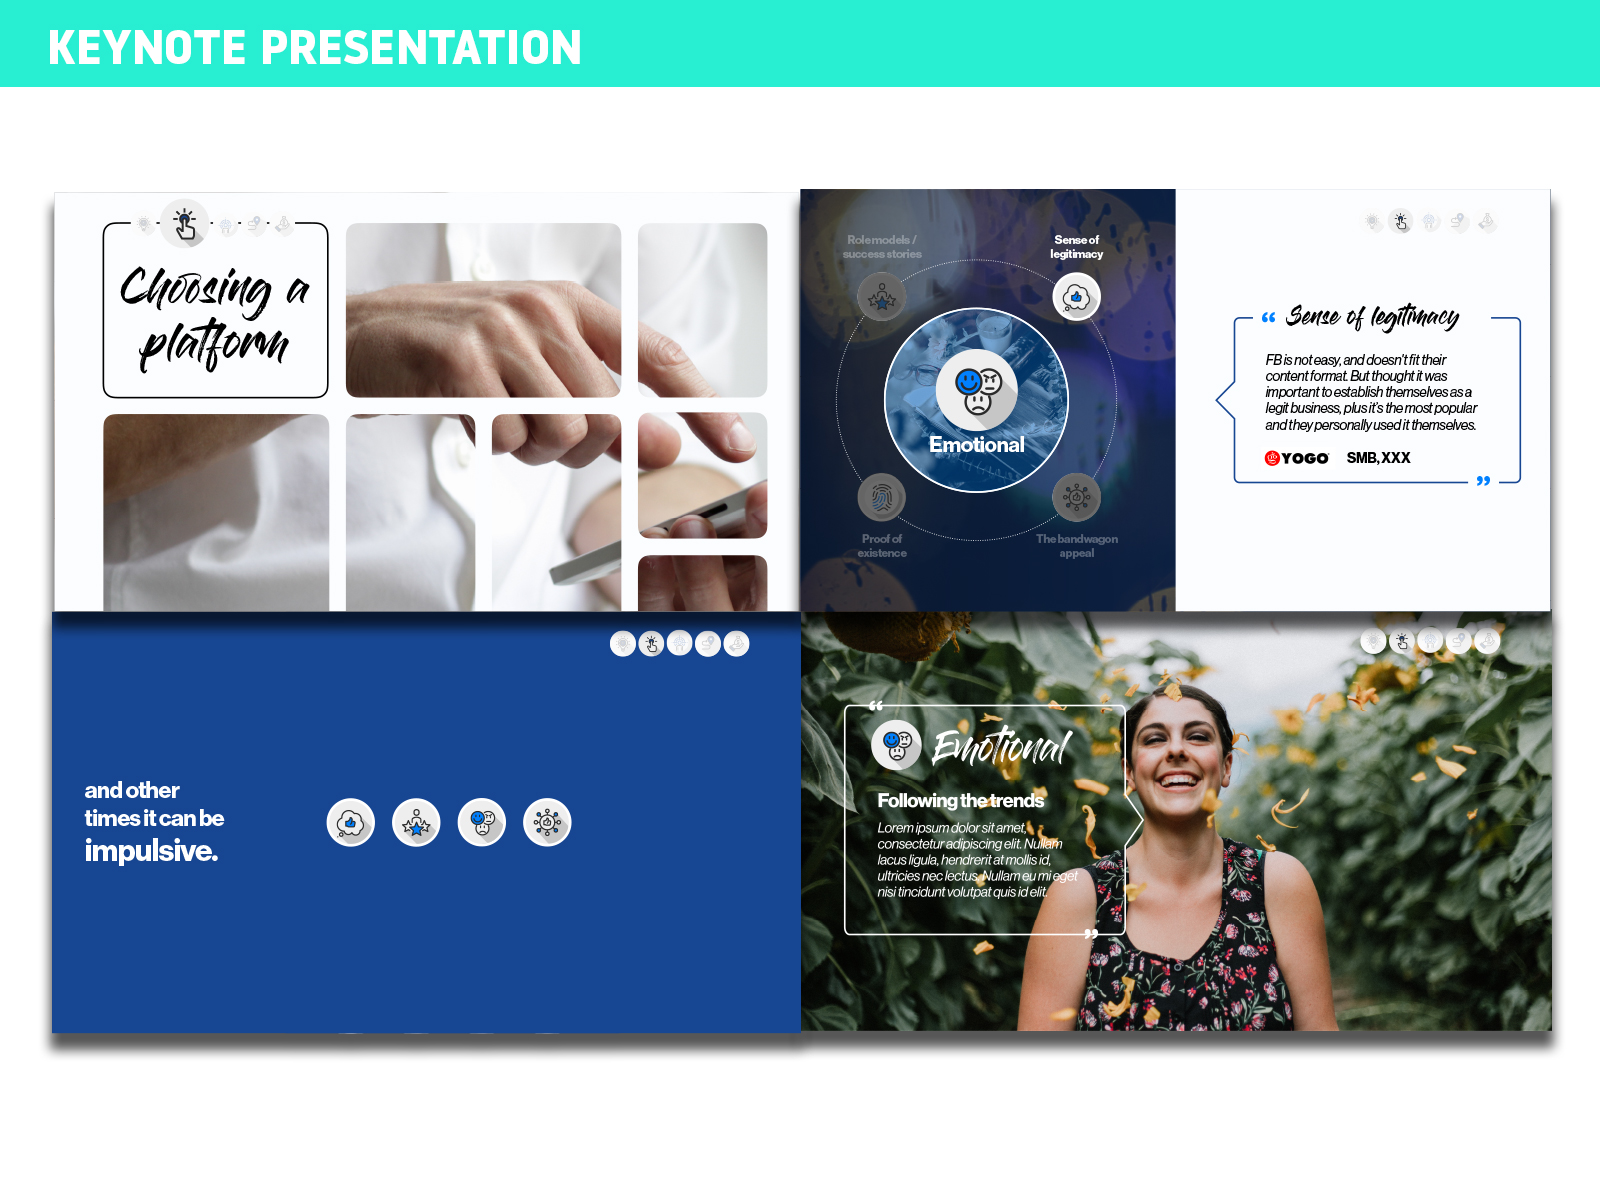 KEYNOTE PRESENTATION
Choosing a
platform
Role models /
success stories
Sense of
legitimacy
Emotional
Proof of
existence
The bandwagon
appeal
“ Sense of legitimacy
FB is not easy, and doesn't fit their
content format. But thought it was
important to establish themselves as a
legit business, plus it's the most popular
and they personally used it themselves.
YOGO SMB, XXX
”
and other
times it can be
impulsive.
“
Emotional
Following the trends
Lorem ipsum dolor sit amet,
consectetur adipiscing elit. Nullam
lacus ligula, hendrerit at mollis id,
ultricies nec lectus. Nullam eu mi eget
nisi tincidunt volutpat quis id elit.
”